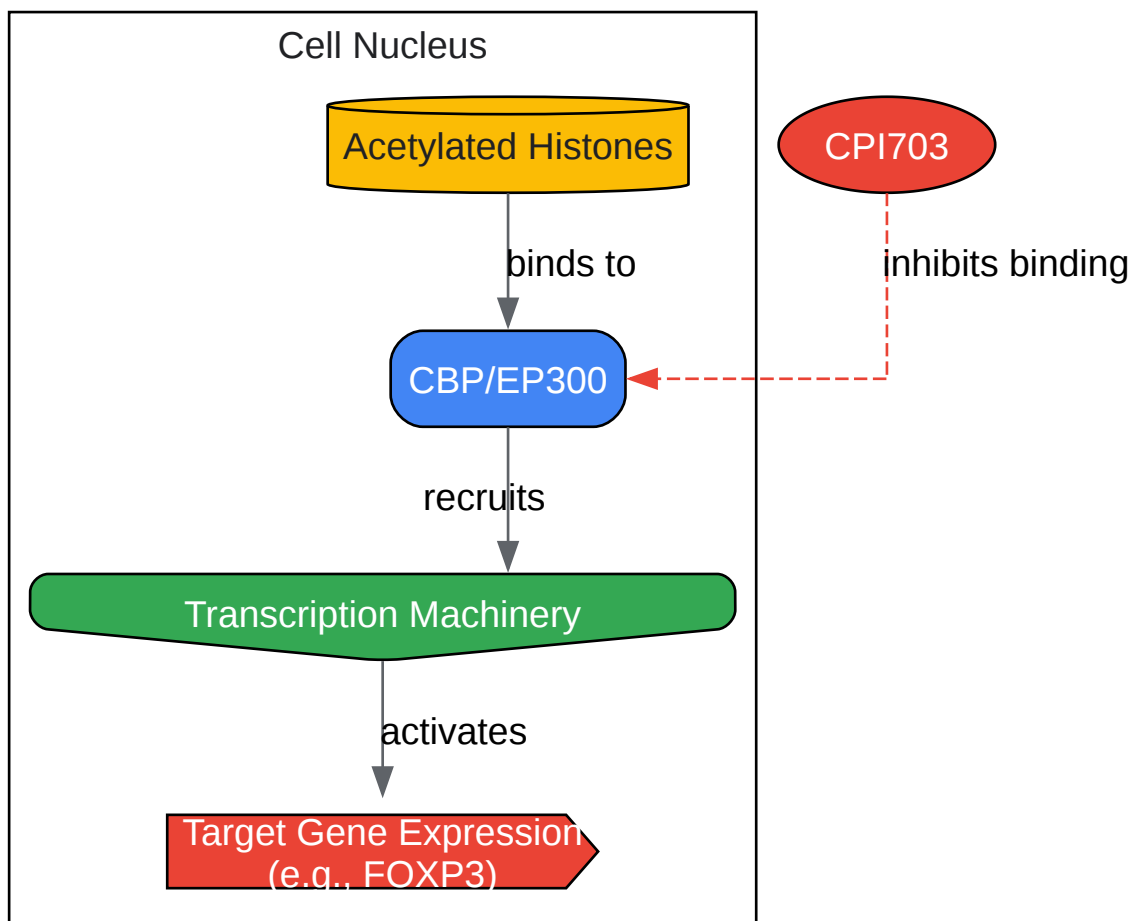 Cell Nucleus
Acetylated Histones
CPI703
binds to
inhibits binding
CBP/EP300
recruits
Transcription Machinery
activates
Target Gene Expression
(e.g., FOXP3)